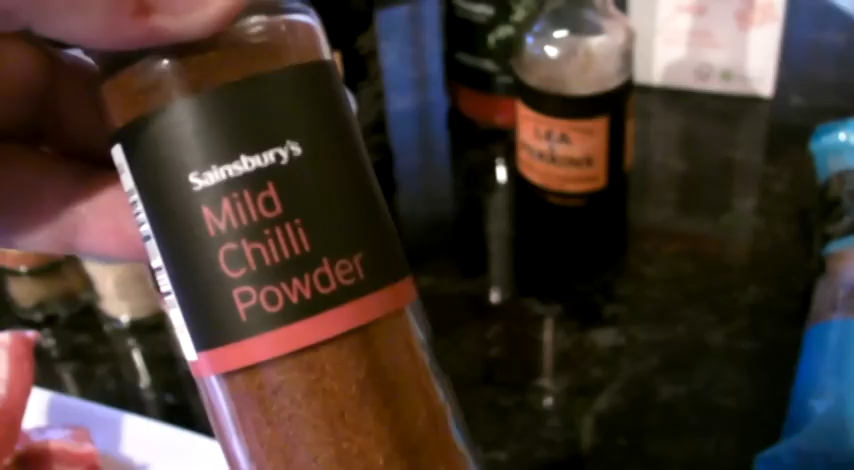 Sainsbury's
Mild
Chilli
Powder
LEA
&
PERRINS